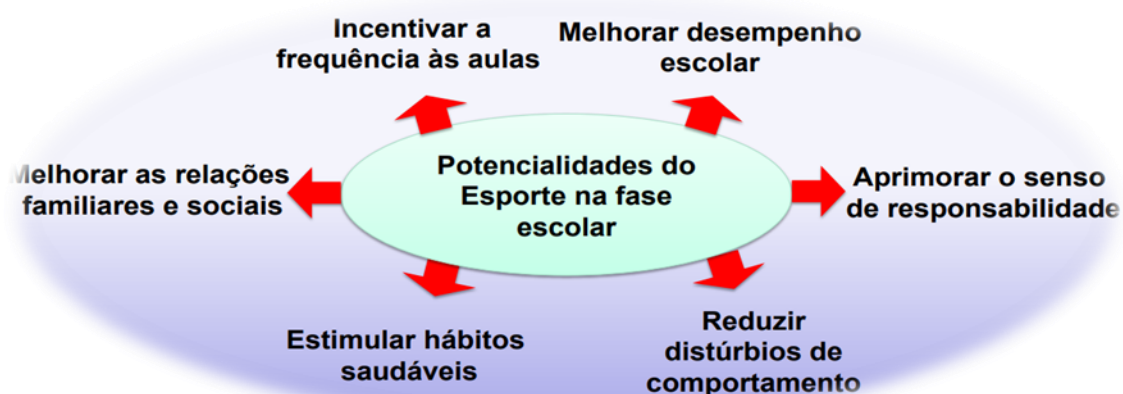 Incentivar a
frequência às aulas
Melhorar desempenho
escolar
Melhorar as relações
familiares e sociais
Potencialidades do
Esporte na fase
escolar
Aprimorar o senso
de responsabilidade
Estimular hábitos
saudáveis
Reduzir
distúrbios de
comportamento